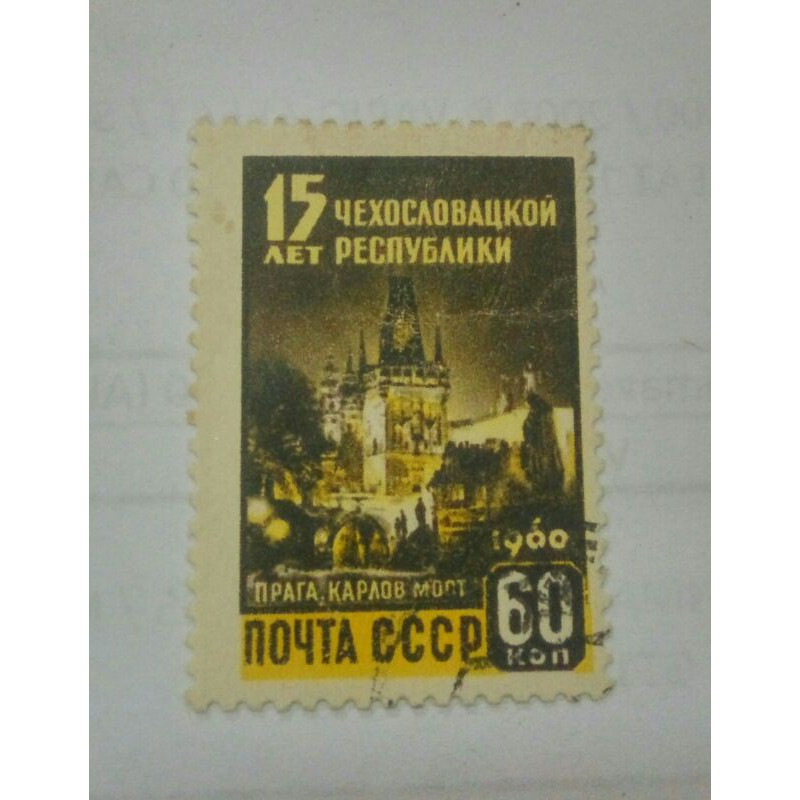 15 ЧЕХОСЛОВАЦКОЙ
ЛЕТ РЕСПУБЛИКИ
1960
ПРАГА, КАРЛОВ МОСТ
60
КОП
ПОЧТА СССР